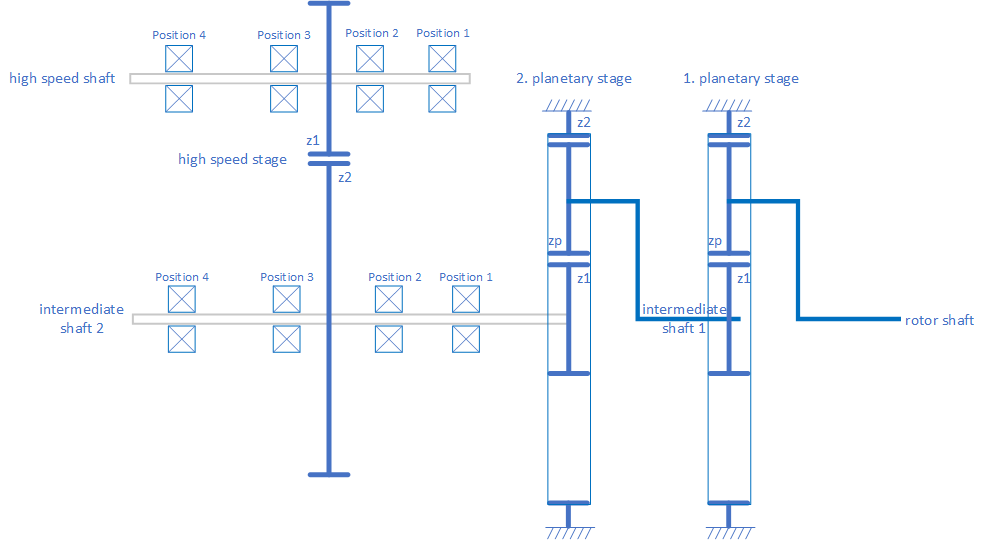 Position 4
Position 3
Position 2
Position 1
high speed shaft
2. planetary stage
1. planetary stage
z2
z2
z1
high speed stage
z2
zp
zp
Position 4
Position 3
Position 2
Position 1
z1
z1
intermediate
shaft 2
intermediate
shaft 1
rotor shaft